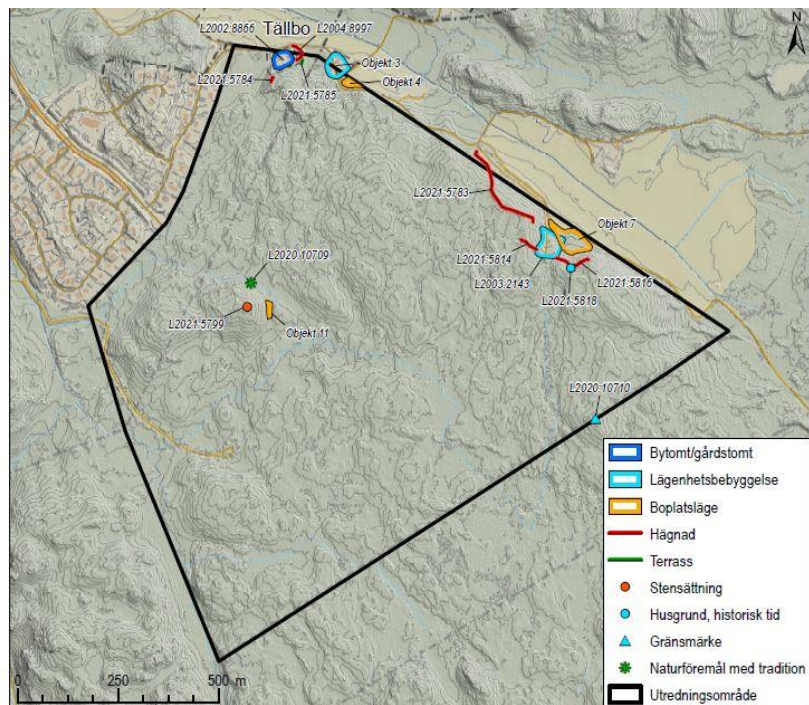 Tällbo
L2002:8866
L2004:8997
N
Objekt 3
L2021:5784
Objekt 4
L2021:5785
L2021:5783
Objekt 7
L2021:5814
L2003:2143
L2021:5816
L2021:5818
L2020:10709
L2021:5799
Objekt 11
L2020:10710
Bytomt/gårdstomt
Lägenhetsbebyggelse
Boplatsläge
Hägnad
Terrass
Stensättning
Husgrund, historisk tid
Gränsmärke
Naturföremål med tradition
Utredningsområde
0 250 500 m